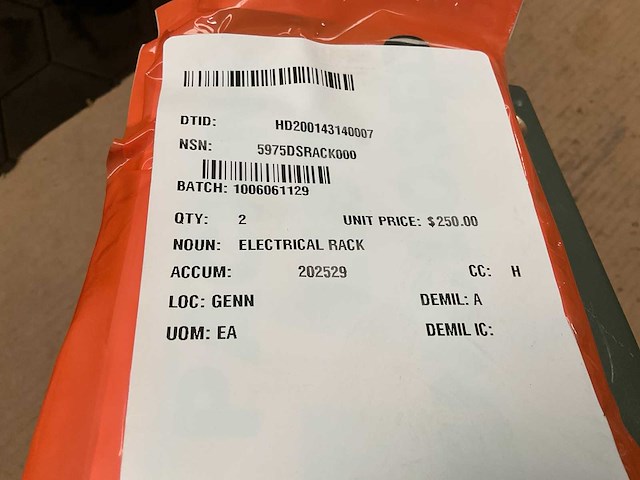 DTID: HD200143140007
NSN: 5975DSRACK000
BATCH: 1006061129
QTY: 2 UNIT PRICE: $250.00
NOUN: ELECTRICAL RACK
ACCUM: 202529 CC: H
LOC: GENN DEMIL: A
UOM: EA DEMIL IC: